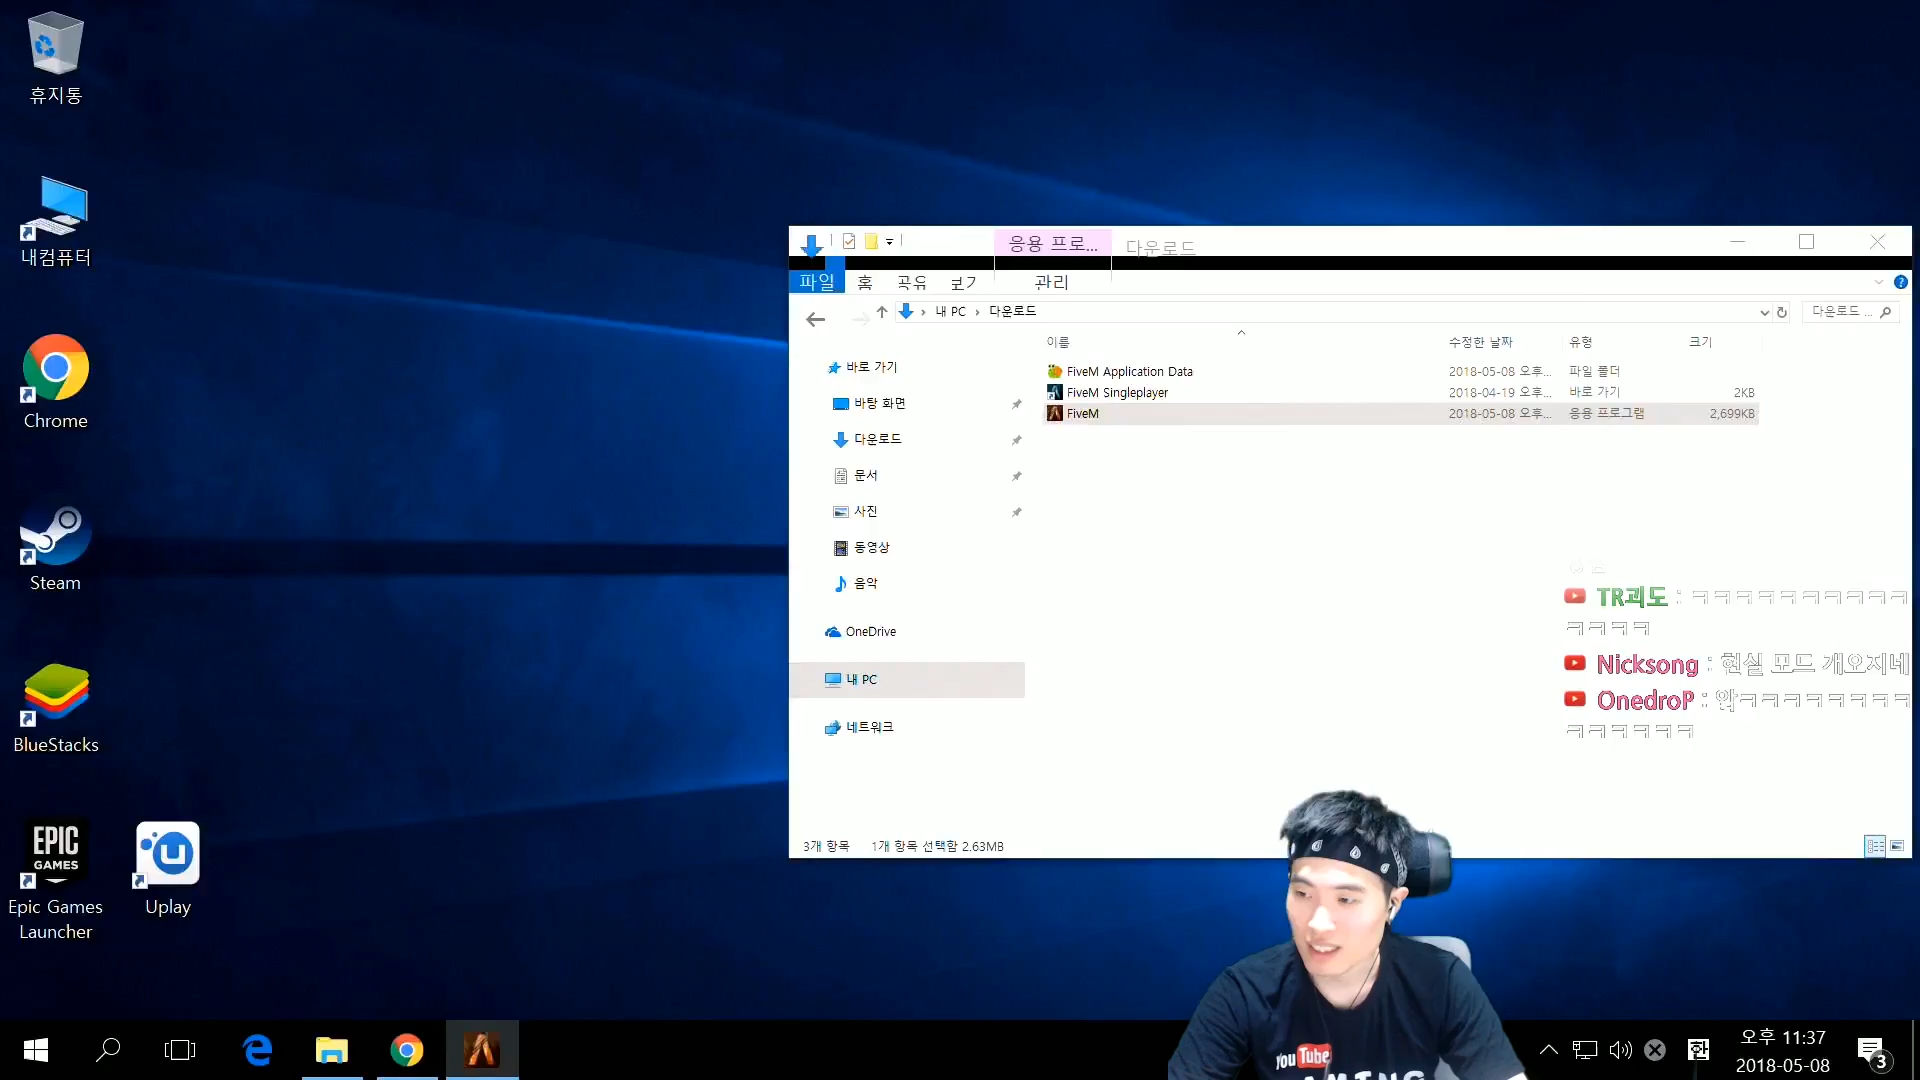 휴지통
내컴퓨터
Chrome
Steam
BlueStacks
EPIC
GAMES
Epic Games
Launcher
Uplay
응용 프로...
다운로드
파일
홈
공유
보기
관리
내 PC
다운로드
다운로드 ...
이름
수정한 날짜
유형
크기
FiveM Application Data
2018-05-08 오후...
파일 폴더
FiveM Singleplayer
2018-04-19 오후...
바로 가기
2KB
FiveM
2018-05-08 오후...
응용 프로그램
2,699KB
바로 가기
바탕 화면
다운로드
문서
사진
동영상
음악
OneDrive
내 PC
네트워크
3개 항목
1개 항목 선택함 2.63MB
TR괴도 : ㅋㅋㅋㅋㅋㅋㅋㅋㅋㅋ
ㅋㅋㅋㅋ
Nicksong : 현실 모드 개오지네
OnedroP : 앜ㅋㅋㅋㅋㅋㅋㅋㅋ
ㅋㅋㅋㅋㅋㅋ
YouTube
AMING
오후 11:37
2018-05-08
3